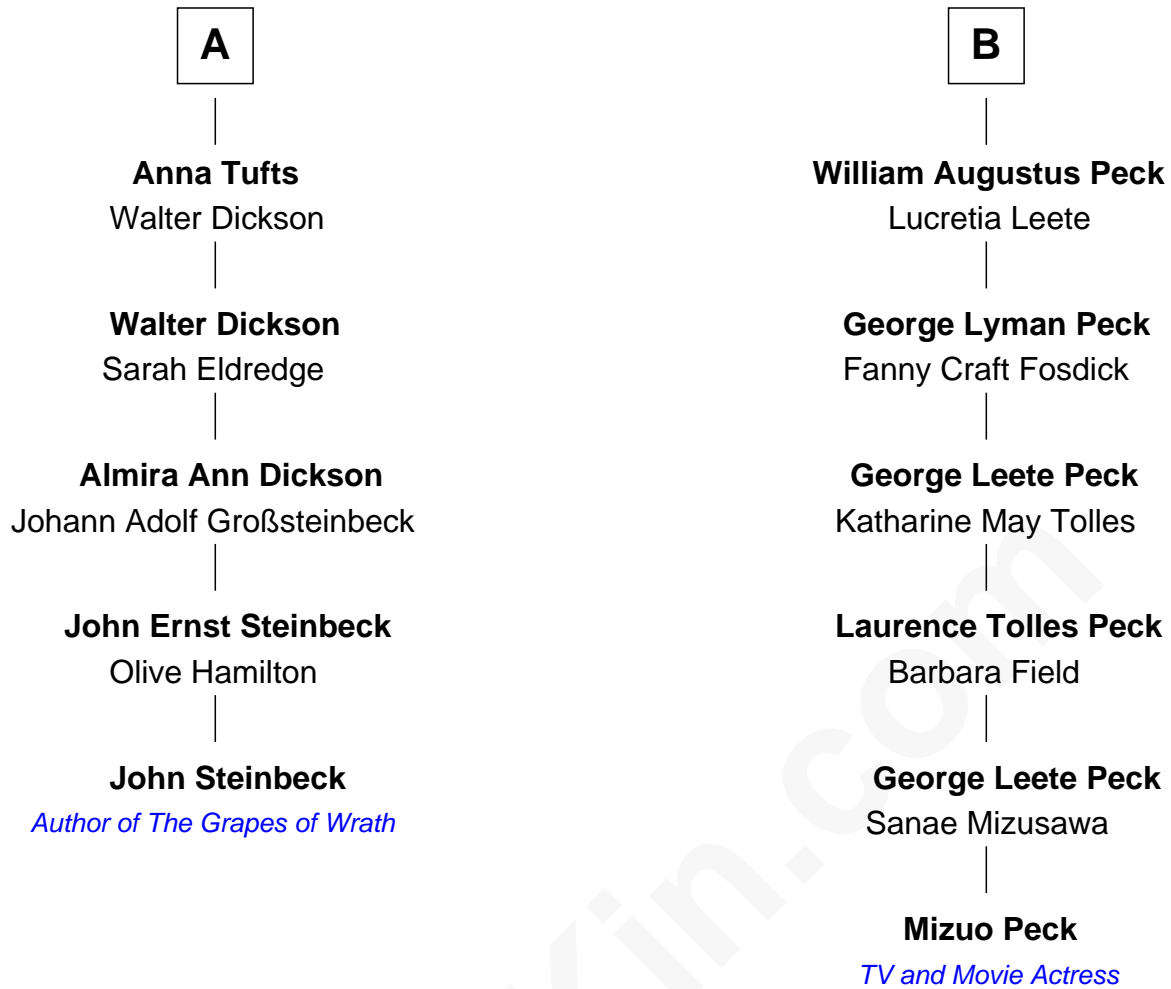 A
Anna Tufts
Walter Dickson
Walter Dickson
Sarah Eldredge
Almira Ann Dickson
Johann Adolf Großsteinbeck
John Ernst Steinbeck
Olive Hamilton
John Steinbeck
Author of The Grapes of Wrath
B
William Augustus Peck
Lucretia Leete
George Lyman Peck
Fanny Craft Fosdick
George Leete Peck
Katharine May Tolles
Laurence Tolles Peck
Barbara Field
George Leete Peck
Sanae Mizusawa
Mizuo Peck
TV and Movie Actress
Kin.com